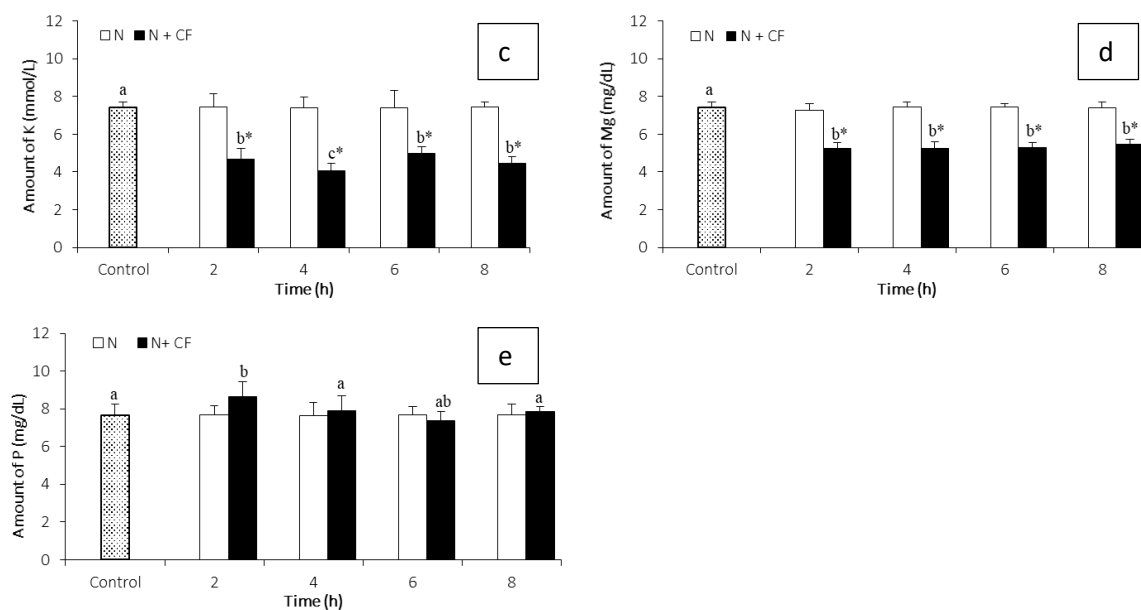 N N + CF
c
Amount of K (mmol/L)
12
10
8
6
4
2
0
a
b*
c*
b*
b*
Control 2 4 6 8
Time (h)
N N + CF
d
Amount of Mg (mg/dL)
12
10
8
6
4
2
0
a
b*
b*
b*
b*
Control 2 4 6 8
Time (h)
N N+ CF
e
Amount of P (mg/dL)
12
10
8
6
4
2
0
a
b
a
ab
a
Control 2 4 6 8
Time (h)